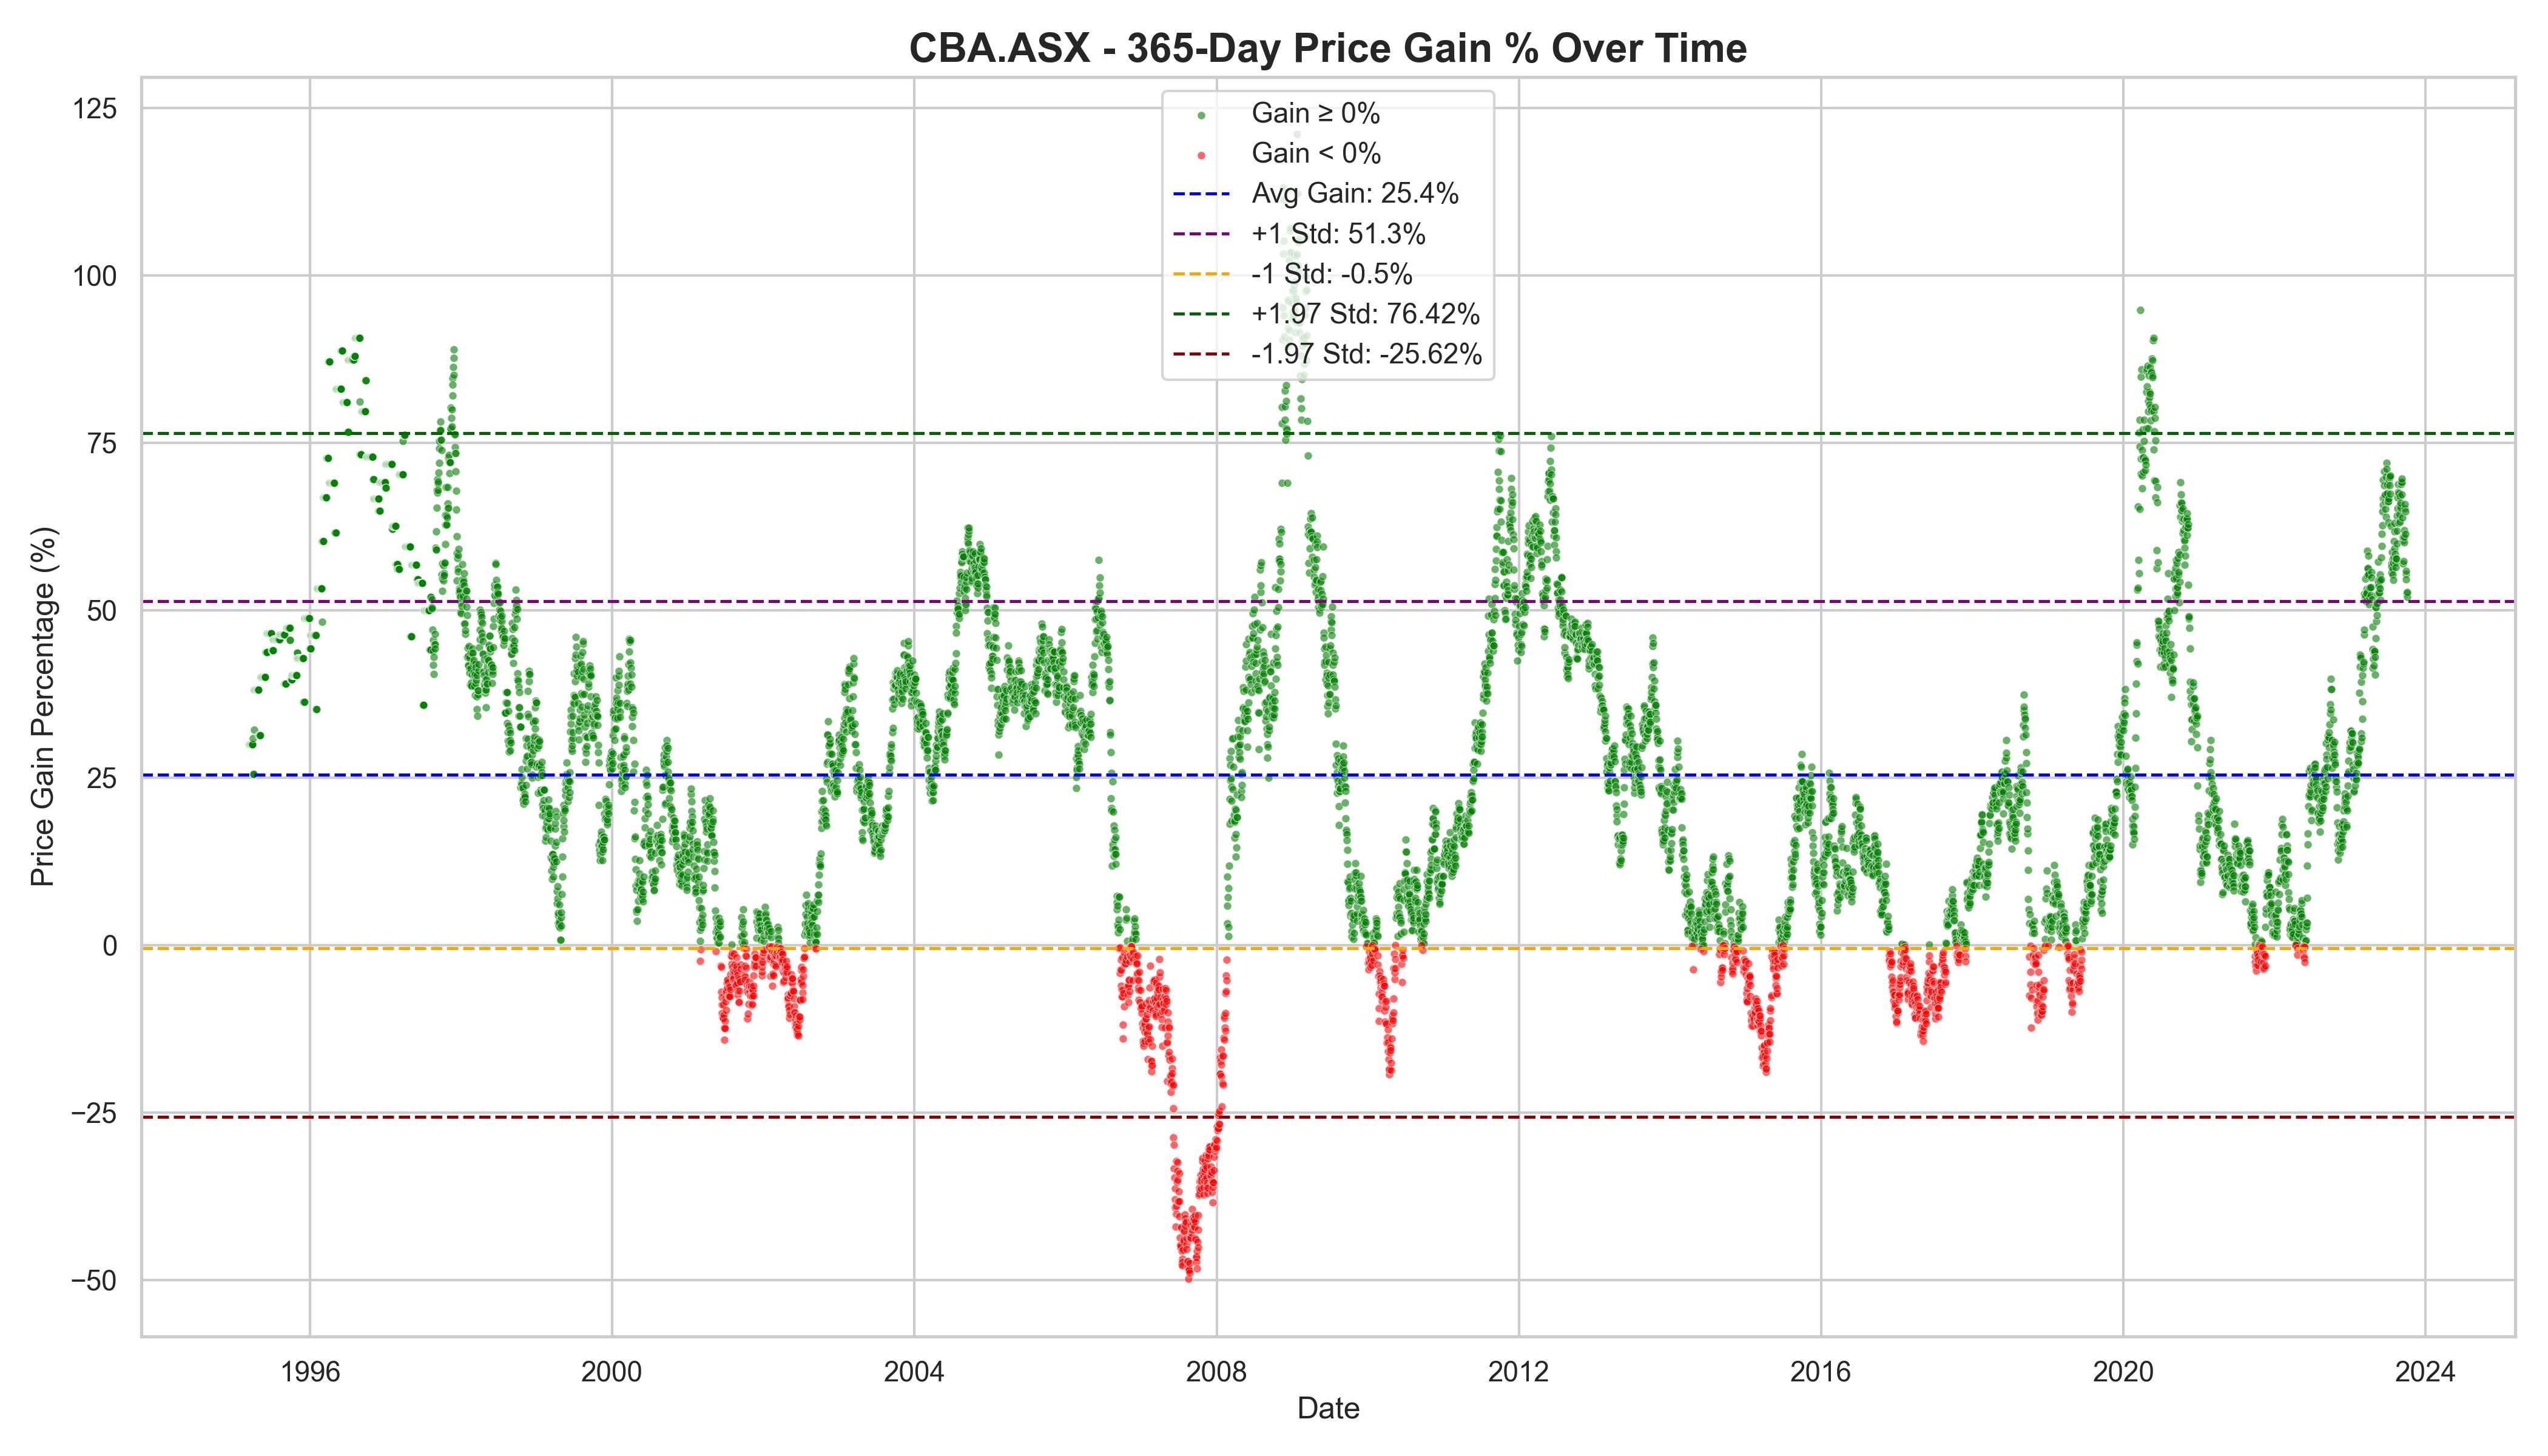 CBA.ASX - 365-Day Price Gain % Over Time
125
100
75
50
25
0
−25
−50
Price Gain Percentage (%)
Gain ≥ 0%
Gain < 0%
Avg Gain: 25.4%
+1 Std: 51.3%
-1 Std: -0.5%
+1.97 Std: 76.42%
-1.97 Std: -25.62%
1996 2000 2004 2008 2012 2016 2020 2024
Date